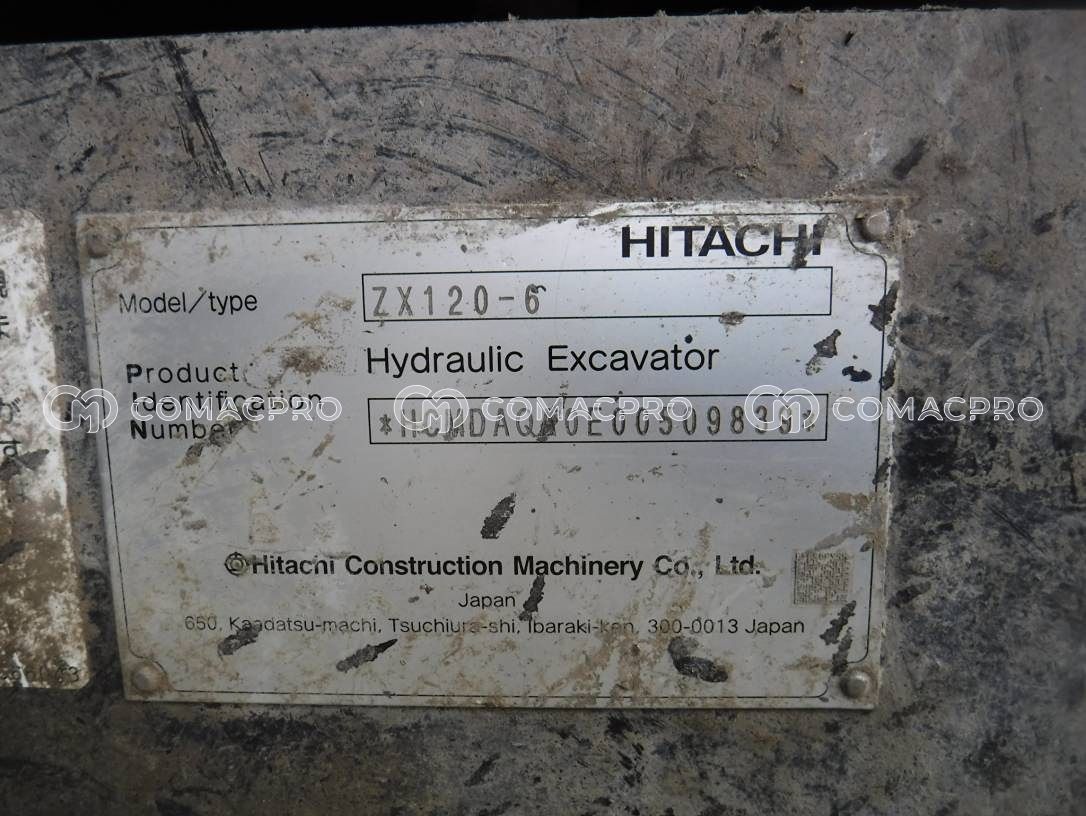 HITACHI
Model/type ZX120-6
Product Hydraulic Excavator
Identification
Number
COMACPRO COMACPRO COMACPRO
Hitachi Construction Machinery Co., Ltd.
Japan
650, Kandatsu-machi, Tsuchiura-shi, Ibaraki-ken, 300-0013 Japan